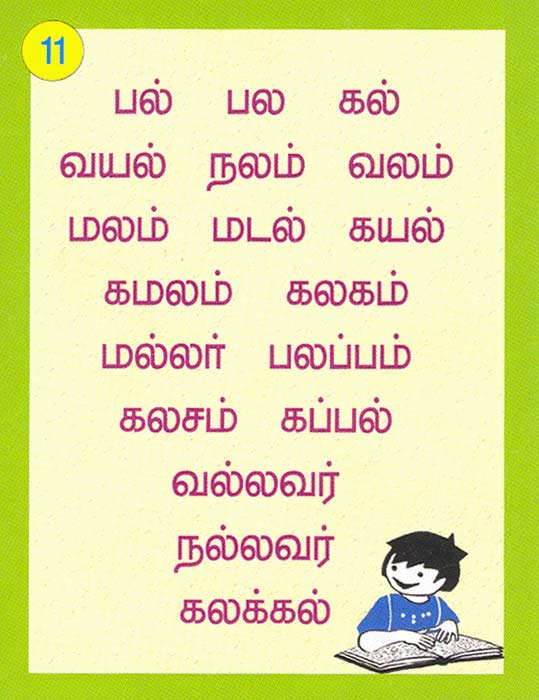 11
பல் பல கல்
வயல் நலம் வலம்
மலம் மடல் கயல்
கமலம் கலகம்
மல்லர் பலப்பம்
கலசம் கப்பல்
வல்லவர்
நல்லவர்
கலக்கல்